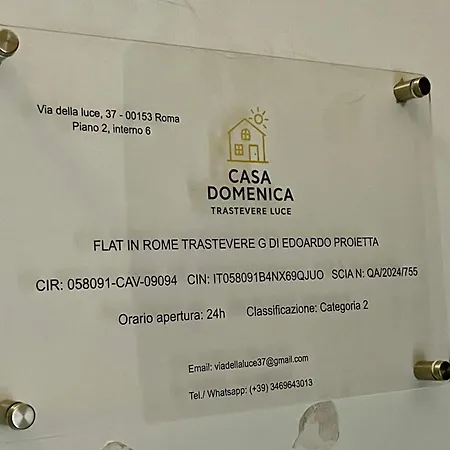 Via della luce, 37 - 00153 Roma
Piano 2, interno 6
CASA
DOMENICA
TRASTEVERE LUCE
FLAT IN ROME TRASTEVERE G DI EDOARDO PROIETTA
CIR: 058091-CAV-09094 CIN: IT058091B4NX69QJUO SCIA N: QA/2024/755
Orario apertura: 24h Classificazione: Categoria 2
Email: viadellaluce37@gmail.com
Tel./ Whatsapp: (+39) 3469643013